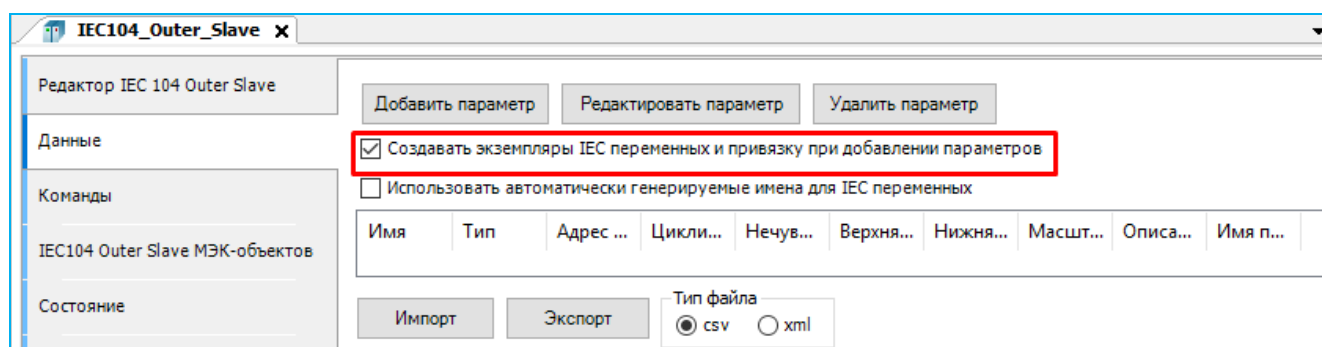 IEC104_Outer_Slave X
Редактор IEC 104 Outer Slave
Данные
Команды
IEC104 Outer Slave МЭК-объектов
Состояние
Добавить параметр Редактировать параметр Удалить параметр
Создавать экземпляры IEC переменных и привязку при добавлении параметров
Использовать автоматически генерируемые имена для IEC переменных
Имя Тип Адрес ... Цикли... Нечув... Верхня... Нижня... Масшт... Описа... Имя п...
Импорт Экспорт
Тип файла
csv xml